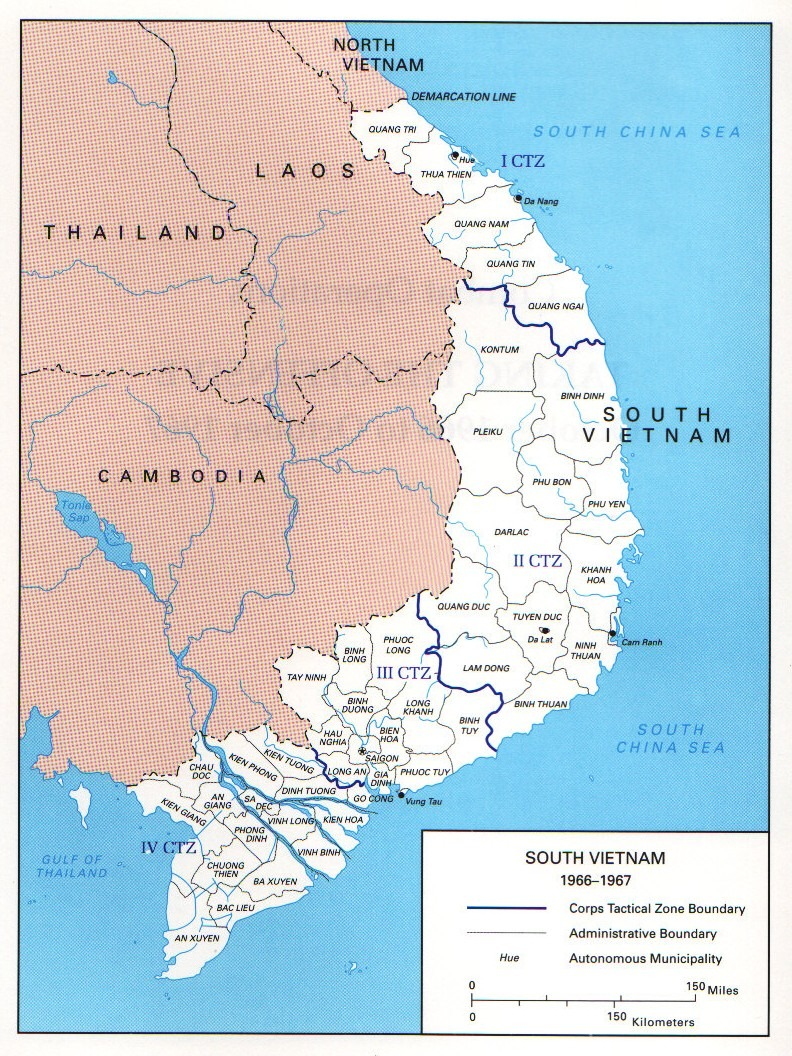 NORTH
VIETNAM
DEMARCATION LINE
QUANG TRI
SOUTH CHINA SEA
Hue
I CTZ
LAOS
THUA THIEN
Da Nang
THAILAND
QUANG NAM
QUANG TIN
QUANG NGAI
KONTUM
BINH DINH
SOUTH
VIETNAM
PLEIKU
CAMBODIA
PHU BON
PHU YEN
Tonle
Sap
DARLAC
II CTZ
KHANH
HOA
QUANG DUC
TUYEN DUC
Da Lat
Cam Ranh
NINH
THUAN
PHUOC
LONG
BINH
LONG
LAM DONG
TAY NINH
III CTZ
BINH THUAN
BINH
DUONG
LONG
KHANH
BINH
TUY
HAU
NGHIA
BIEN
HOA
SAIGON
SOUTH
CHINA SEA
KIEN TUONG
KIEN PHONG
CHAU
DOC
LONG AN
GIA
DINH
PHUOC TUY
DINH TUONG
GO CONG
Vung Tau
AN
GIANG
SA
DEC
KIEN GIANG
VINH LONG
KIEN HOA
PHONG
DINH
IV CTZ
VINH BINH
GULF OF
THAILAND
CHUONG
THIEN
BA XUYEN
BAC LIEU
AN XUYEN
SOUTH VIETNAM
1966–1967
Corps Tactical Zone Boundary
Administrative Boundary
Hue Autonomous Municipality
0 150 Miles
0 150 Kilometers